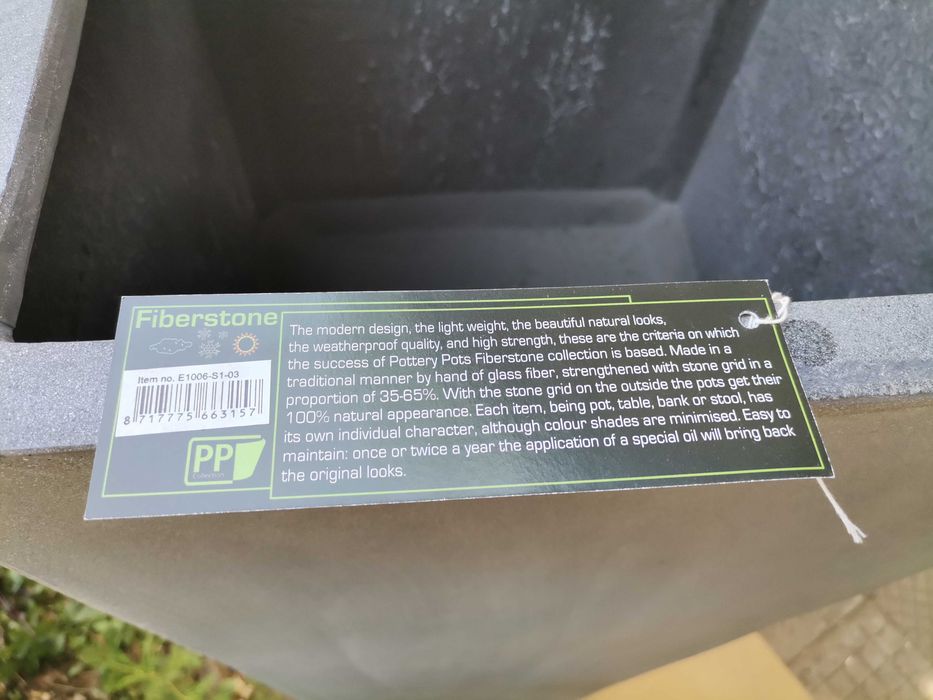 Fiberstone
Item no. E1006-S1-03
8 717775 663157
PP
collection
The modern design, the light weight, the beautiful natural looks,
the weatherproof quality, and high strength, these are the criteria on which
the success of Pottery Pots Fiberstone collection is based. Made in a
traditional manner by hand of glass fiber, strengthened with stone grid in a
proportion of 35-65%. With the stone grid on the outside the pots get their
100% natural appearance. Each item, being pot, table, bank or stool, has
its own individual character, although colour shades are minimised. Easy to
maintain: once or twice a year the application of a special oil will bring back
the original looks.